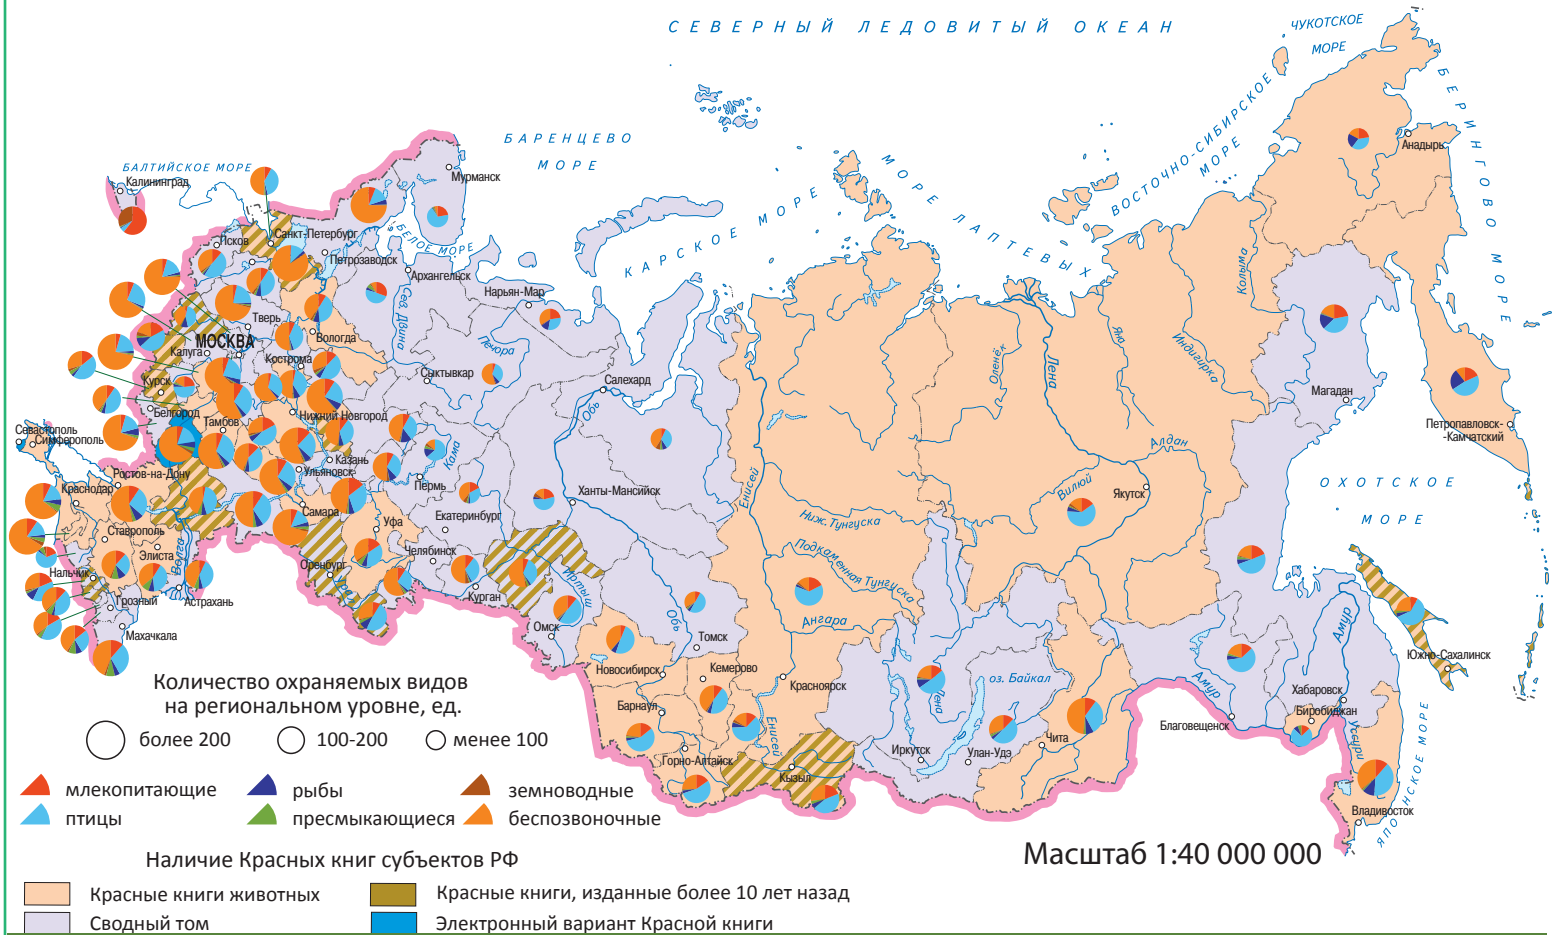 СЕВЕРНЫЙ ЛЕДОВИТЫЙ ОКЕАН
ЧУКОТСКОЕ
МОРЕ
БЕРИНГОВО МОРЕ
ВОСТОЧНО-СИБИРСКОЕ
МОРЕ
МОРЕ ЛАПТЕВЫХ
КАРСКОЕ МОРЕ
БАРЕНЦЕВО
МОРЕ
БАЛТИЙСКОЕ МОРЕ
БЕЛОЕ МОРЕ
ОХОТСКОЕ
МОРЕ
ЯПОНСКОЕ МОРЕ
Калининград
Мурманск
Псков
Санкт-Петербург
Петрозаводск
Архангельск
Нарьян-Мар
Сев. Двина
Печора
Тверь
Вологда
МОСКВА
Калуга
Кострома
Сыктывкар
Салехард
Обь
Курск
Белгород
Тамбов
Нижний Новгород
Севастополь
Симферополь
Казань
Кама
Ульяновск
Пермь
Ростов-на-Дону
Краснодар
Ханты-Мансийск
Самара
Уфа
Екатеринбург
Ставрополь
Элиста
Челябинск
Волга
Нальчик
Оренбург
Урал
Грозный
Астрахань
Курган
Иртыш
Махачкала
Омск
Обь
Томск
Новосибирск
Кемерово
Красноярск
Барнаул
Горно-Алтайск
Енисей
Кызыл
Енисей
Ниж. Тунгуска
Подкаменная Тунгуска
Ангара
Лена
оз. Байкал
Иркутск
Улан-Удэ
Чита
Оленёк
Лена
Яна
Индигирка
Колыма
Алдан
Вилюй
Якутск
Анадырь
Магадан
Петропавловск-
-Камчатский
Амур
Амур
Благовещенск
Хабаровск
Биробиджан
Уссури
Южно-Сахалинск
Владивосток
Количество охраняемых видов
на региональном уровне, ед.
более 200
100-200
менее 100
млекопитающие
рыбы
земноводные
птицы
пресмыкающиеся
беспозвоночные
Масштаб 1:40 000 000
Наличие Красных книг субъектов РФ
Красные книги животных
Красные книги, изданные более 10 лет назад
Сводный том
Электронный вариант Красной книги